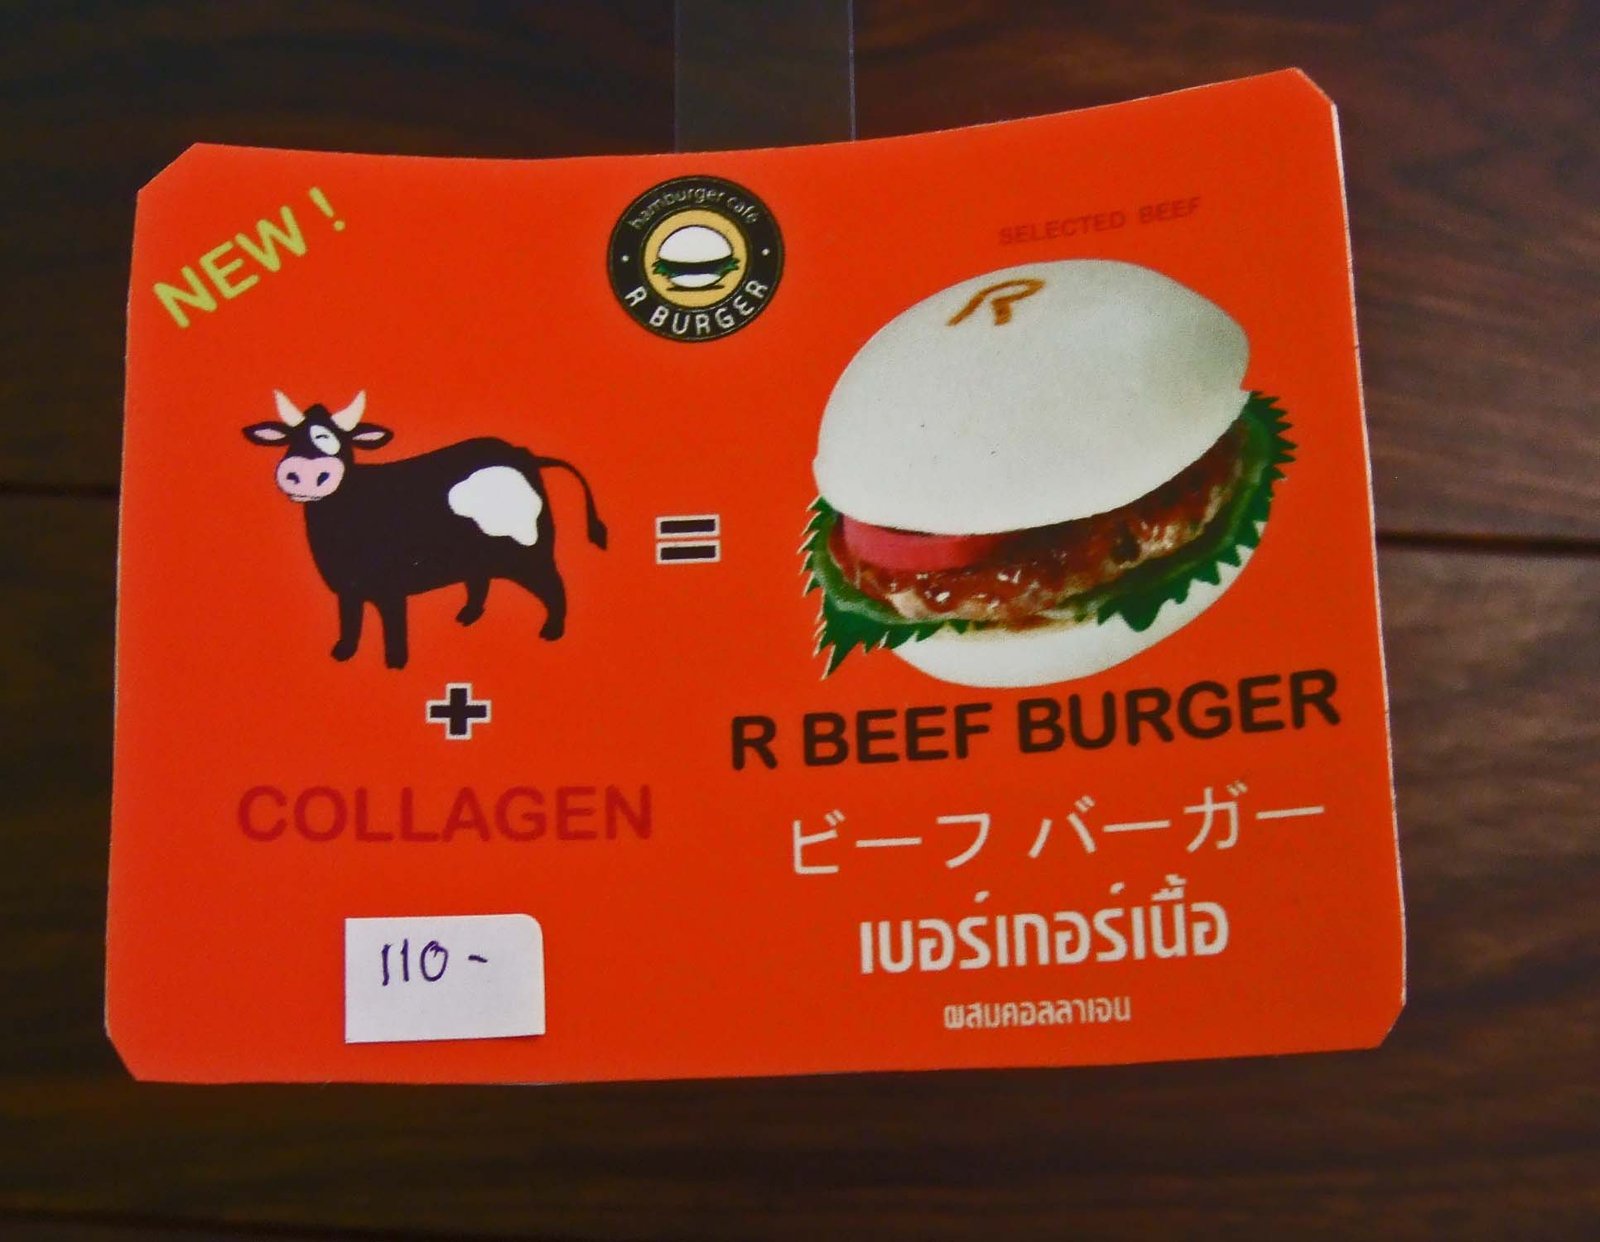 NEW !
hamburger café
R BURGER
SELECTED BEEF
R
+
=
COLLAGEN
R BEEF BURGER
ビーフ バーガー
เบอร์เกอร์เนื้อ
ผสมคอลลาเจน
110-